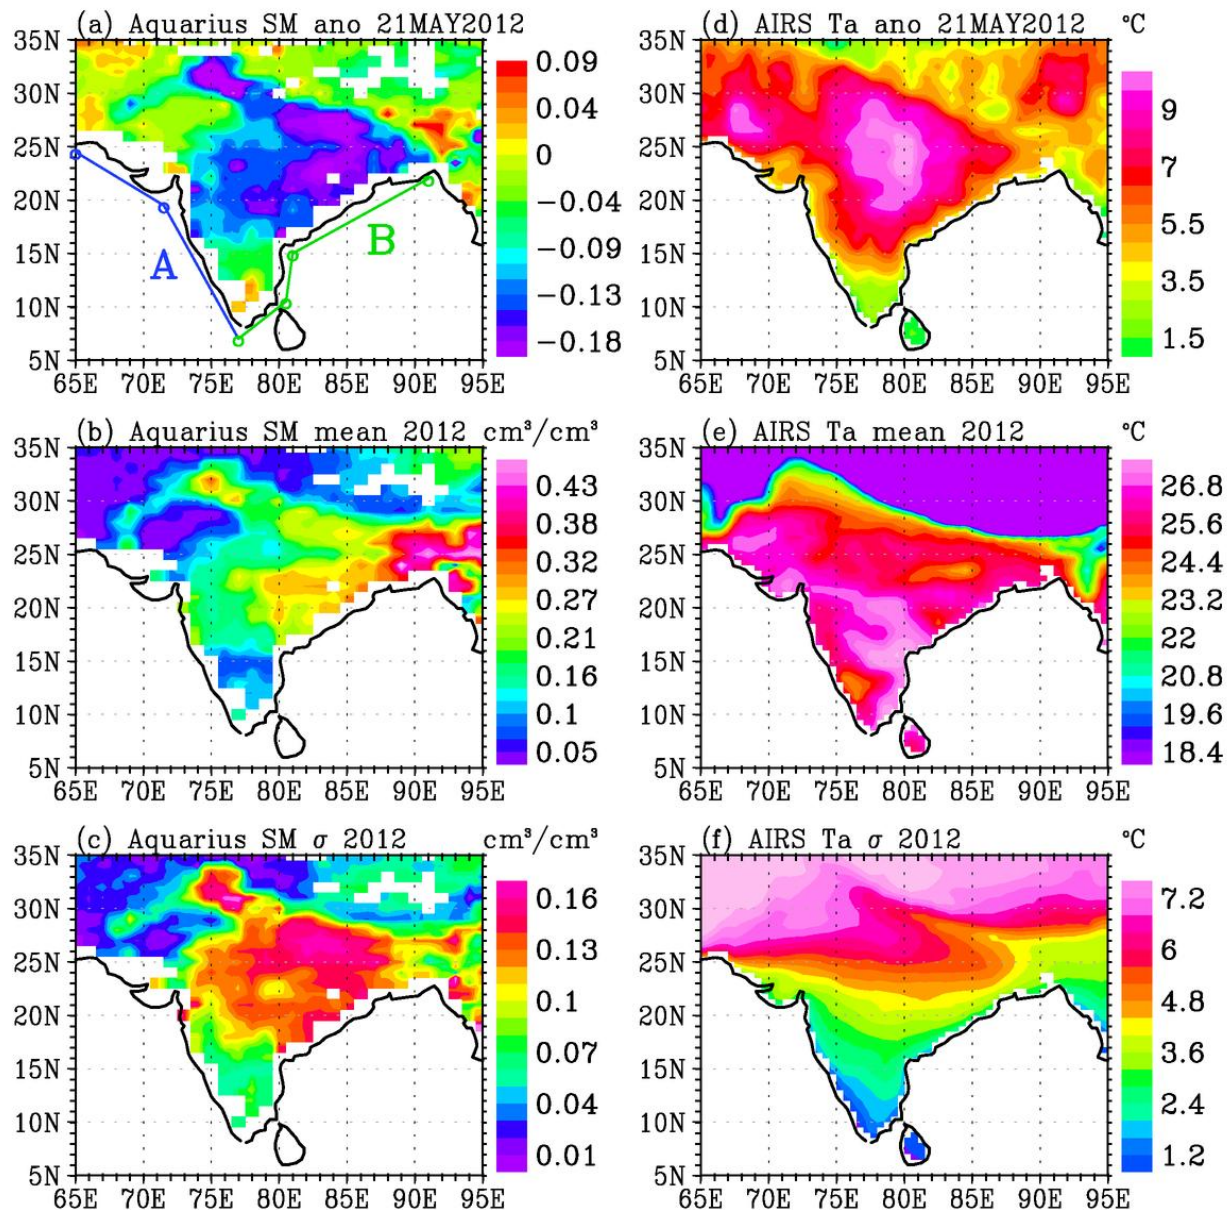 (a) Aquarius SM ano 21MAY2012
35N
30N
25N
20N
15N
10N
5N
65E 70E 75E 80E 85E 90E 95E
A
B
0.09
0.04
0
−0.04
−0.09
−0.13
−0.18
(d) AIRS Ta ano 21MAY2012 °C
35N
30N
25N
20N
15N
10N
5N
65E 70E 75E 80E 85E 90E 95E
9
7
5.5
3.5
1.5
(b) Aquarius SM mean 2012 cm³/cm³
35N
30N
25N
20N
15N
10N
5N
65E 70E 75E 80E 85E 90E 95E
0.43
0.38
0.32
0.27
0.21
0.16
0.1
0.05
(e) AIRS Ta mean 2012 °C
35N
30N
25N
20N
15N
10N
5N
65E 70E 75E 80E 85E 90E 95E
26.8
25.6
24.4
23.2
22
20.8
19.6
18.4
(c) Aquarius SM σ 2012 cm³/cm³
35N
30N
25N
20N
15N
10N
5N
65E 70E 75E 80E 85E 90E 95E
0.16
0.13
0.1
0.07
0.04
0.01
(f) AIRS Ta σ 2012 °C
35N
30N
25N
20N
15N
10N
5N
65E 70E 75E 80E 85E 90E 95E
7.2
6
4.8
3.6
2.4
1.2